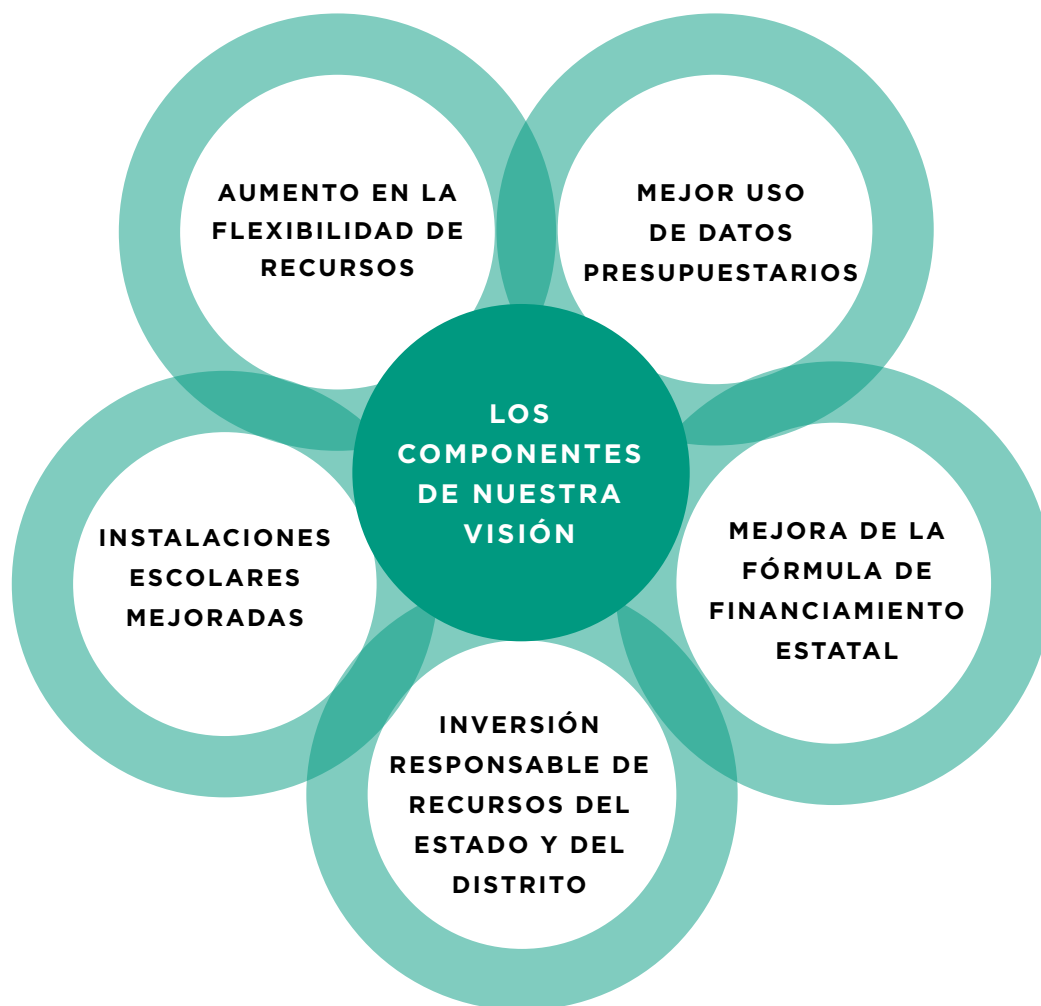 AUMENTO EN LA
FLEXIBILIDAD DE
RECURSOS
MEJOR USO
DE DATOS
PRESUPUESTARIOS
LOS
COMPONENTES
DE NUESTRA
VISIÓN
INSTALACIONES
ESCOLARES
MEJORADAS
MEJORA DE LA
FÓRMULA DE
FINANCIAMIENTO
ESTATAL
INVERSIÓN
RESPONSABLE DE
RECURSOS DEL
ESTADO Y DEL
DISTRITO